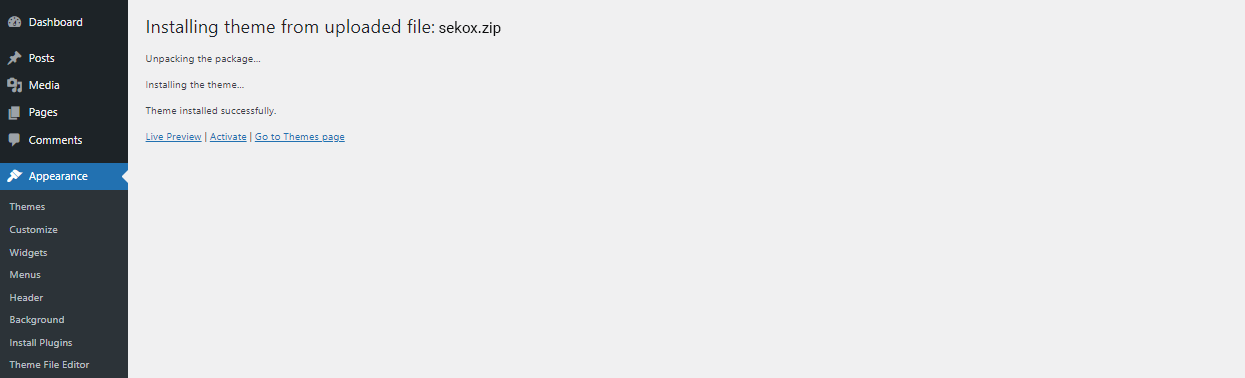 Dashboard
Posts
Media
Pages
Comments
Appearance
Themes
Customize
Widgets
Menus
Header
Background
Install Plugins
Theme File Editor
Installing theme from uploaded file: sekox.zip
Unpacking the package…
Installing the theme…
Theme installed successfully.
Live Preview | Activate | Go to Themes page